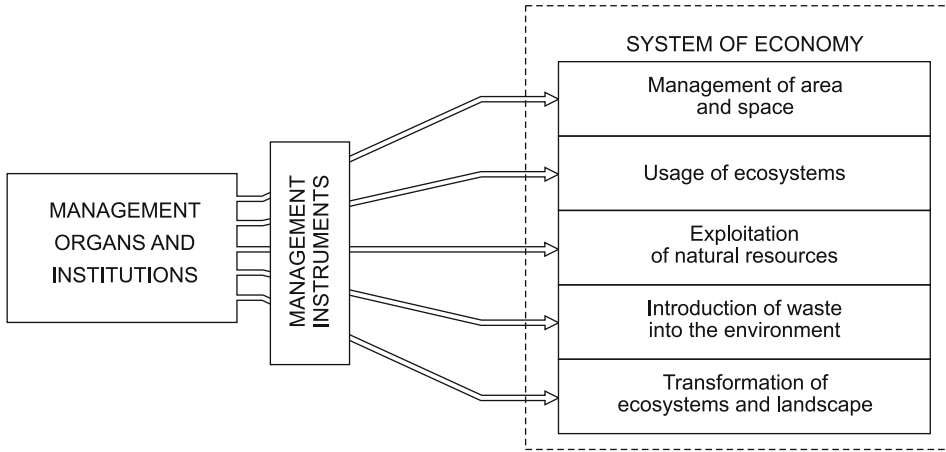 SYSTEM OF ECONOMY
Management of area
and space
Usage of ecosystems
Exploitation
of natural resources
Introduction of waste
into the environment
Transformation of
ecosystems and landscape
MANAGEMENT
ORGANS AND
INSTITUTIONS
MANAGEMENT
INSTRUMENTS